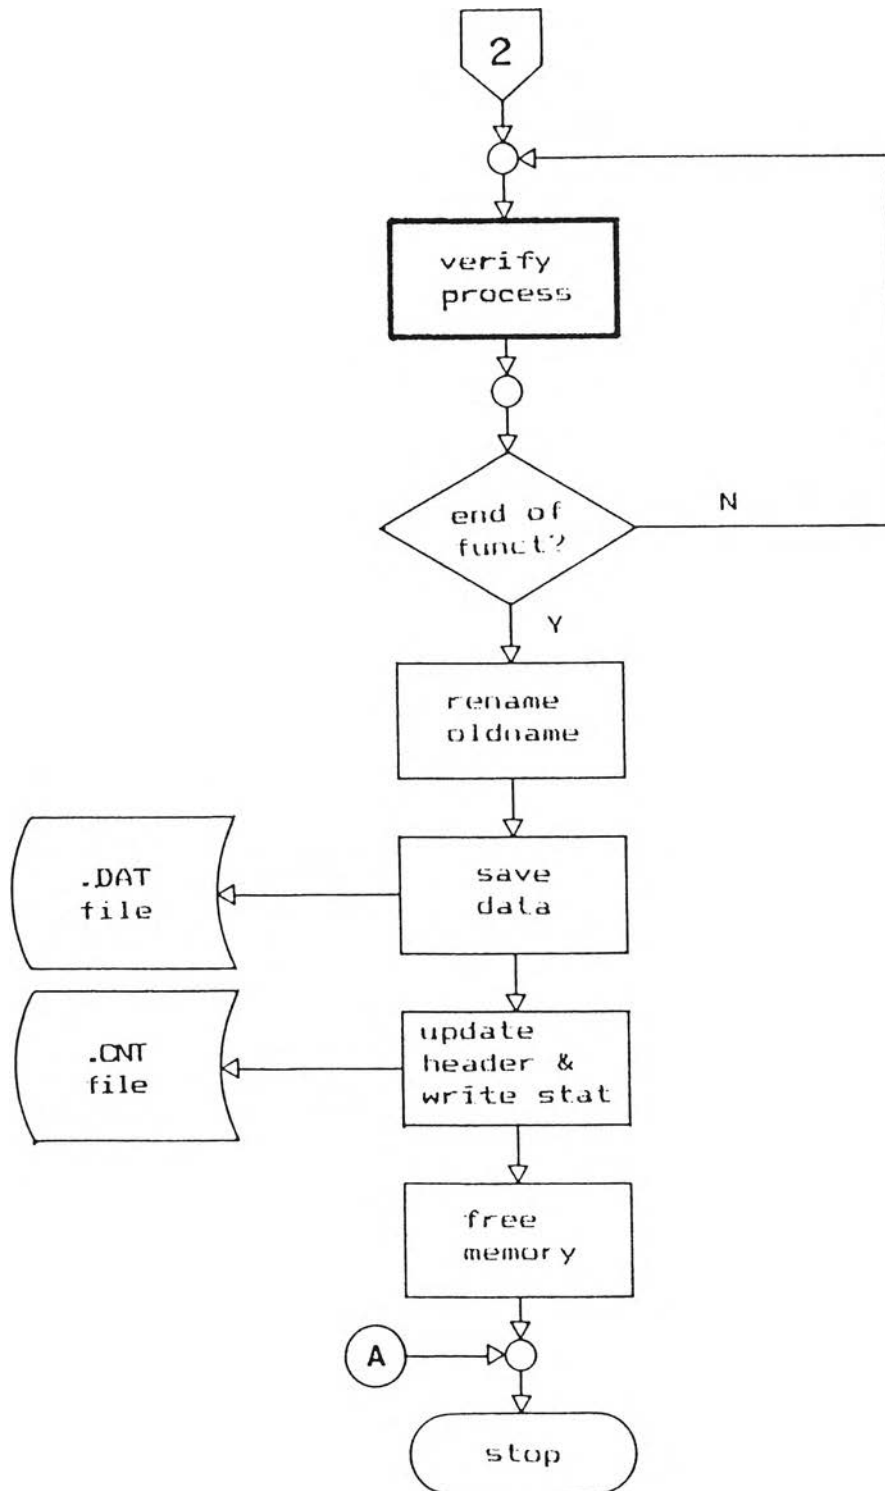 2
verify
process
end of
funct?
N
Y
rename
oldname
.DAT
file
save
data
.CNT
file
update
header &
write stat
free
memory
A
stop